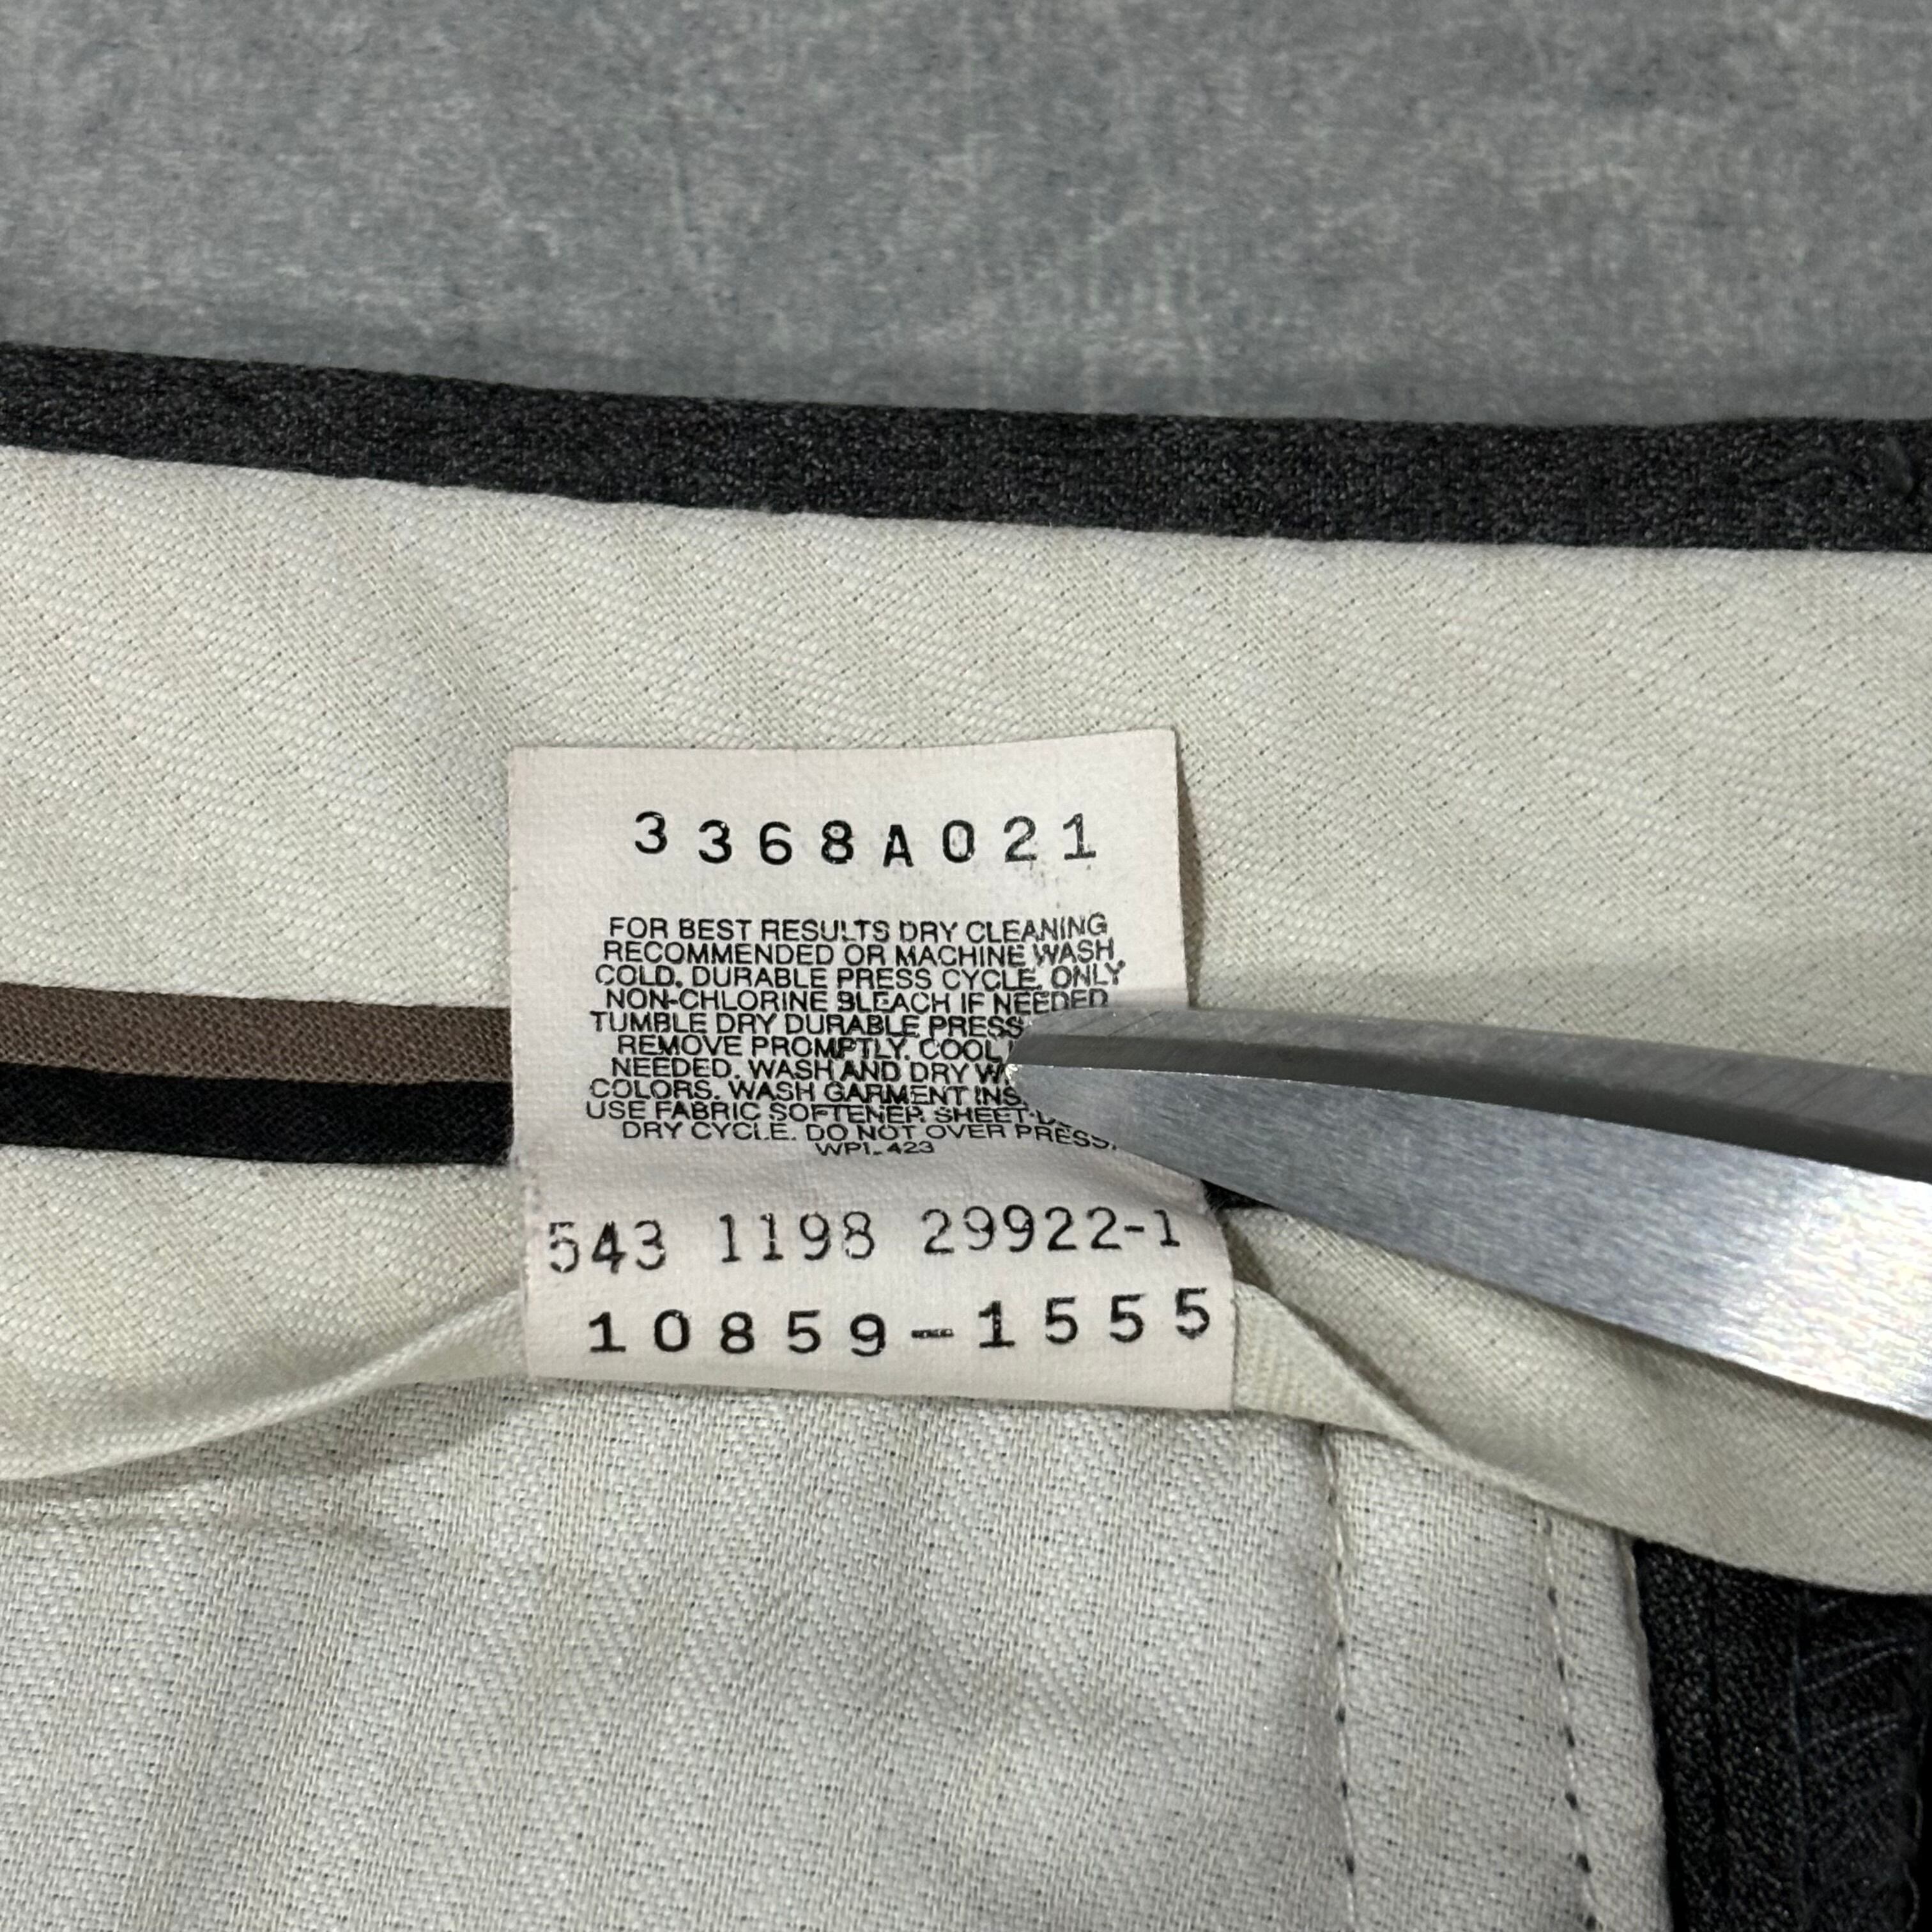 3368A021
FOR BEST RESULTS DRY CLEANING
RECOMMENDED OR MACHINE WASH,
COLD, DURABLE PRESS CYCLE, ONLY
NON-CHLORINE BLEACH IF NEEDED
TUMBLE DRY DURABLE PRESS
REMOVE PROMPTLY. COOL
NEEDED. WASH AND DRY
COLORS. WASH GARMENT
USE FABRIC SOFTENER SHEET
DRY CYCLE. DO NOT OVER PRESS.
WPL 423
543 1198 29922-1
10859-1555